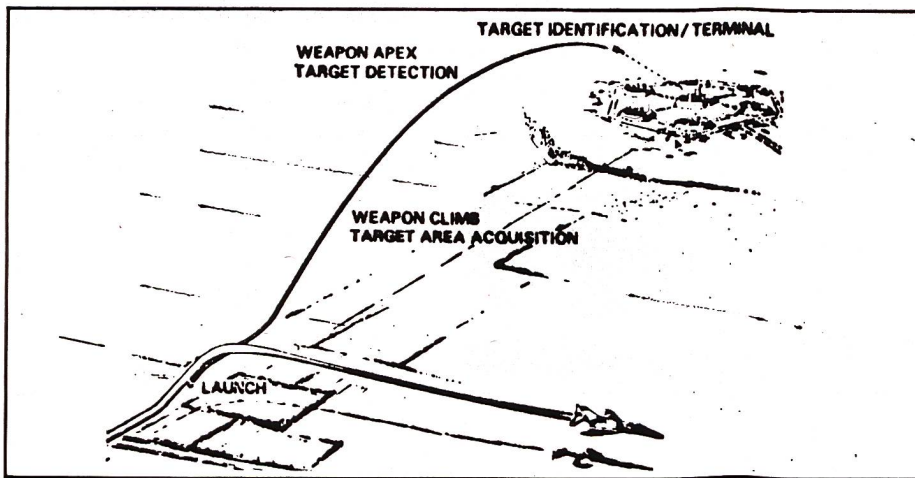 TARGET IDENTIFICATION/TERMINAL
WEAPON APEX
TARGET DETECTION
WEAPON CLIMB
TARGET AREA ACQUISITION
LAUNCH